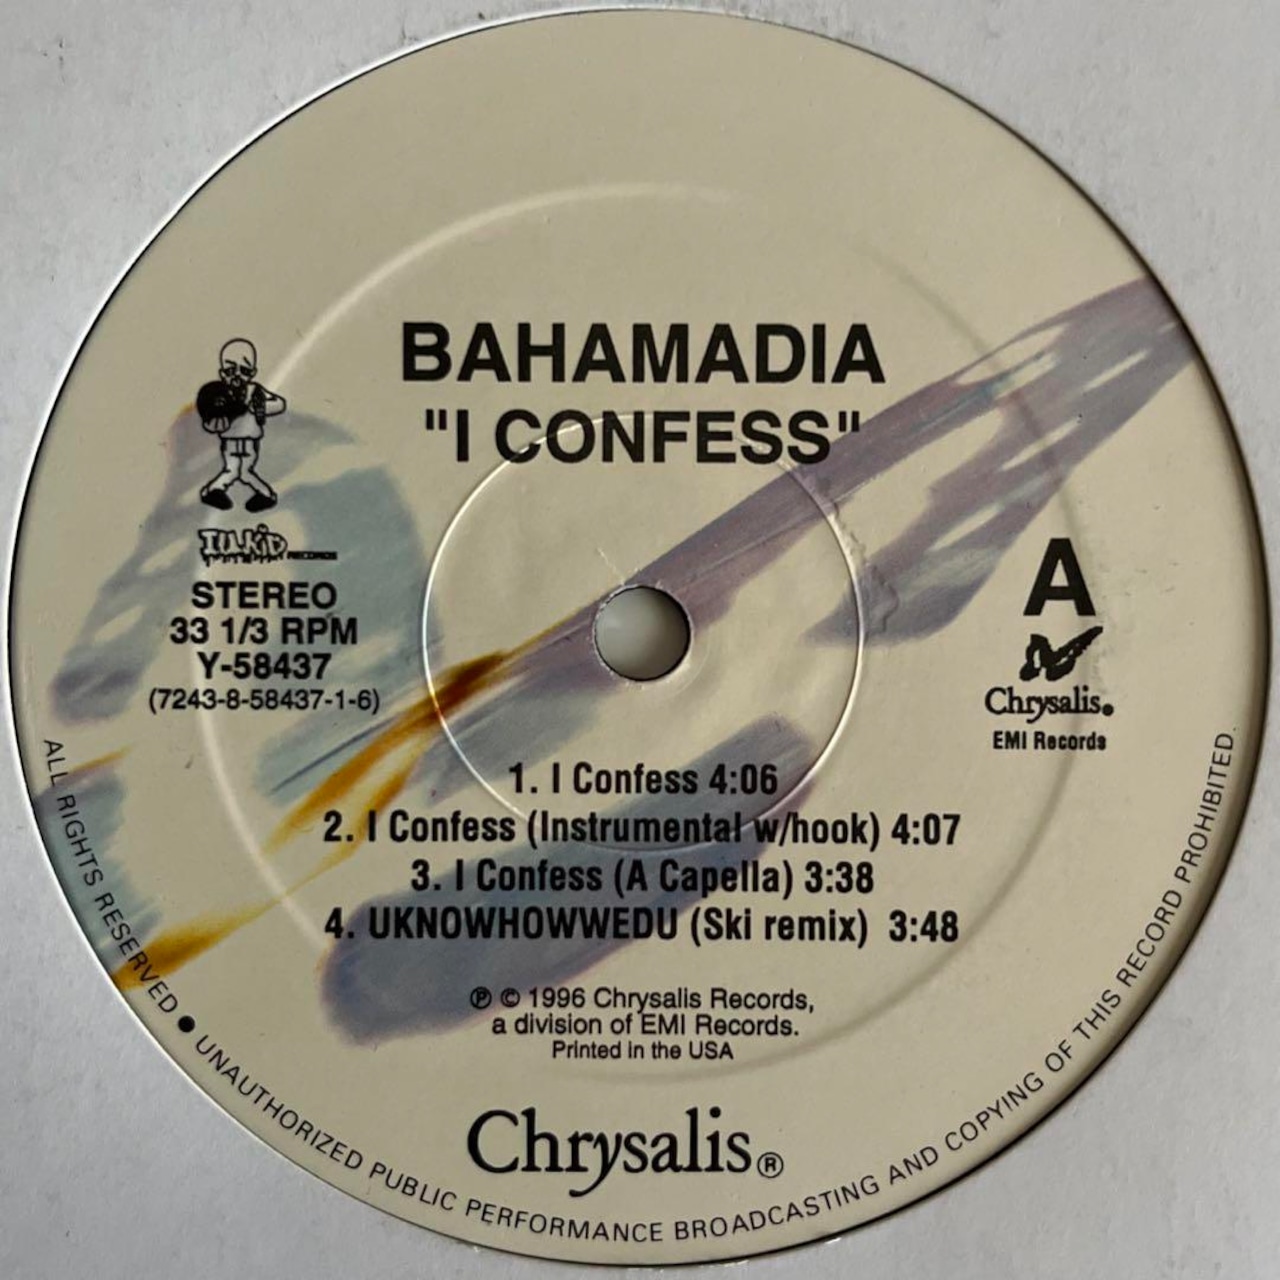 BAHAMADIA
"I CONFESS"
ILL KID RECORDS
STEREO
33 1/3 RPM
Y-58437
(7243-8-58437-1-6)
A
Chrysalis.
EMI Records
1. I Confess 4:06
2. I Confess (Instrumental w/hook) 4:07
3. I Confess (A Capella) 3:38
4. UKNOWHOWWEDU (Ski remix) 3:48
℗ © 1996 Chrysalis Records,
a division of EMI Records.
Printed in the USA
Chrysalis®
ALL RIGHTS RESERVED ● UNAUTHORIZED PUBLIC PERFORMANCE BROADCASTING AND COPYING OF THIS RECORD PROHIBITED.